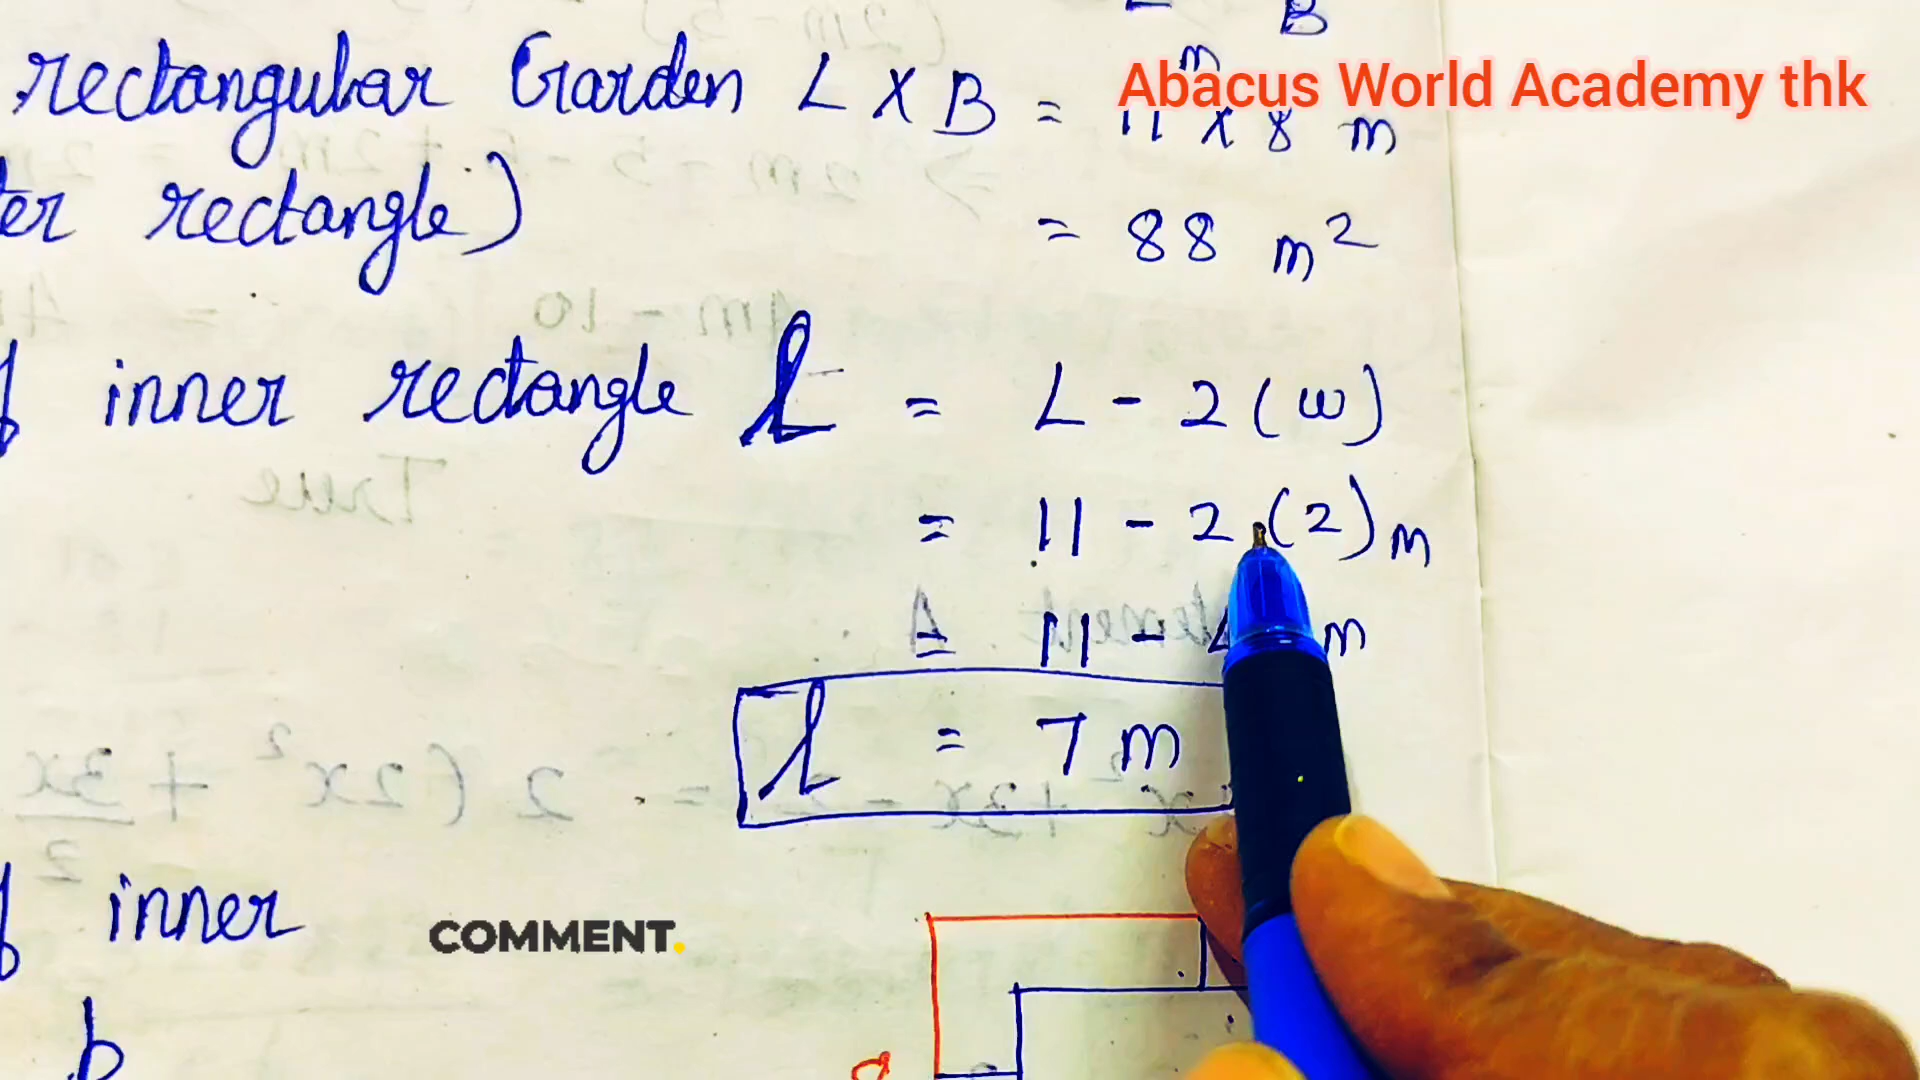 B
Abacus World Academy thk
rectangular Garden L X B = 11 x 8 m
rectangle) = 88 m²
inner rectangle l = L - 2 (w)
= 11 - 2 (2) m
= 11 - 4 m
l = 7 m
inner
COMMENT.
b
8